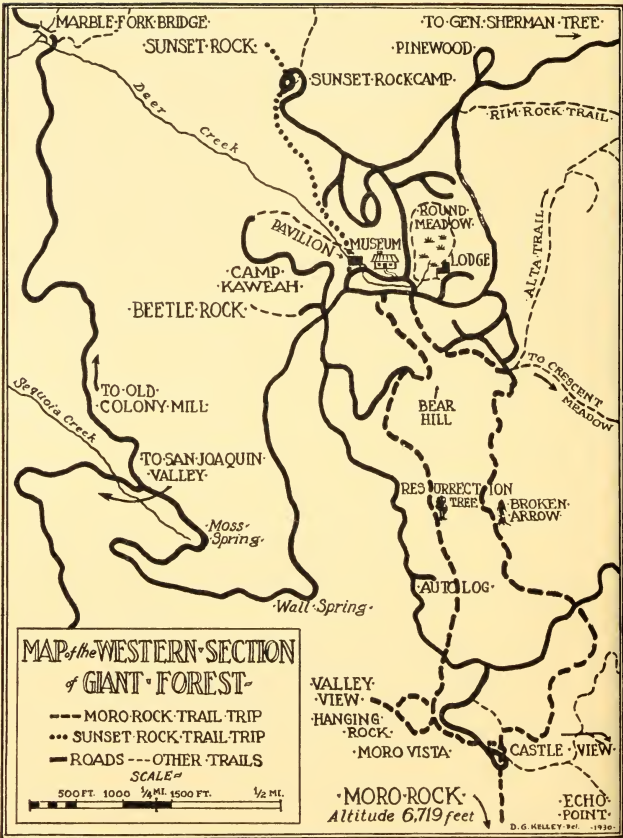 MARBLE·FORK·BRIDGE·
·SUNSET·ROCK·
·TO·GEN·SHERMAN·TREE·
·PINEWOOD·
·SUNSET·ROCK·CAMP·
Deer Creek
·RIM·ROCK·TRAIL·
·ROUND·
MEADOW·
PAVILION·
MUSEUM
LODGE
·ALTA·TRAIL·
·CAMP·
·KAWEAH·
·BEETLE·ROCK·
·TO·CRESCENT
MEADOW
Sequoia Creek
·TO·OLD·
COLONY·MILL·
BEAR
HILL
·TO·SAN·JOAQUIN·
·VALLEY·
RESURRECTION
TREE
·BROKEN·
ARROW·
·Moss·
Spring·
·AUTO LOG·
·Wall·Spring·
MAP of the WESTERN·SECTION
of GIANT·FOREST
MORO·ROCK·TRAIL·TRIP
SUNSET·ROCK·TRAIL·TRIP
ROADS --- OTHER·TRAILS
SCALE
500 FT. 1000 ¼ MI. 1500 FT. ½ MI.
·VALLEY·
VIEW·
·HANGING·
ROCK·
·MORO·VISTA·
CASTLE·VIEW·
·MORO·ROCK·
Altitude 6,719 feet
·ECHO·
POINT·
D.G.KELLEY·Del. ·1930·